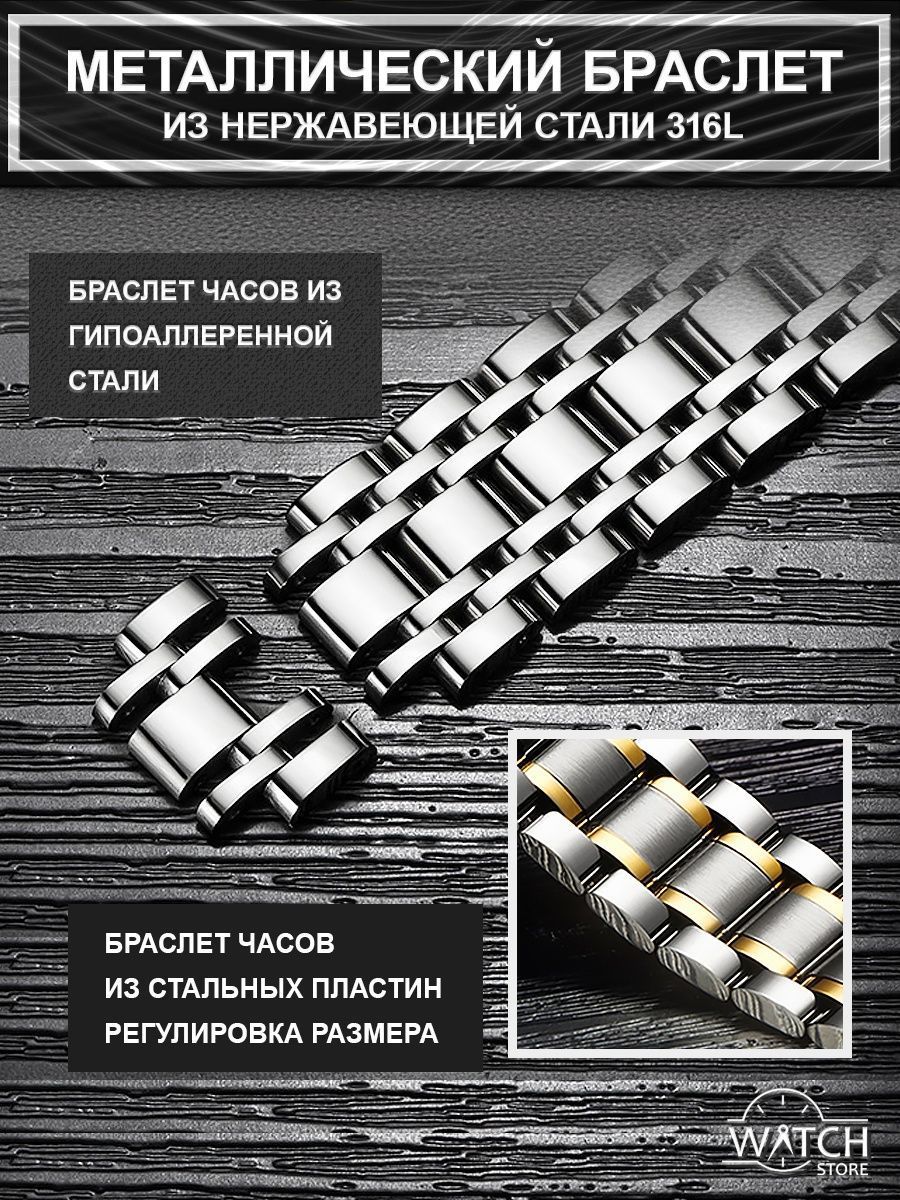 МЕТАЛЛИЧЕСКИЙ БРАСЛЕТ
ИЗ НЕРЖАВЕЮЩЕЙ СТАЛИ 316L
БРАСЛЕТ ЧАСОВ ИЗ
ГИПОАЛЛЕРЕННОЙ
СТАЛИ
БРАСЛЕТ ЧАСОВ
ИЗ СТАЛЬНЫХ ПЛАСТИН
РЕГУЛИРОВКА РАЗМЕРА
WATCH
STORE